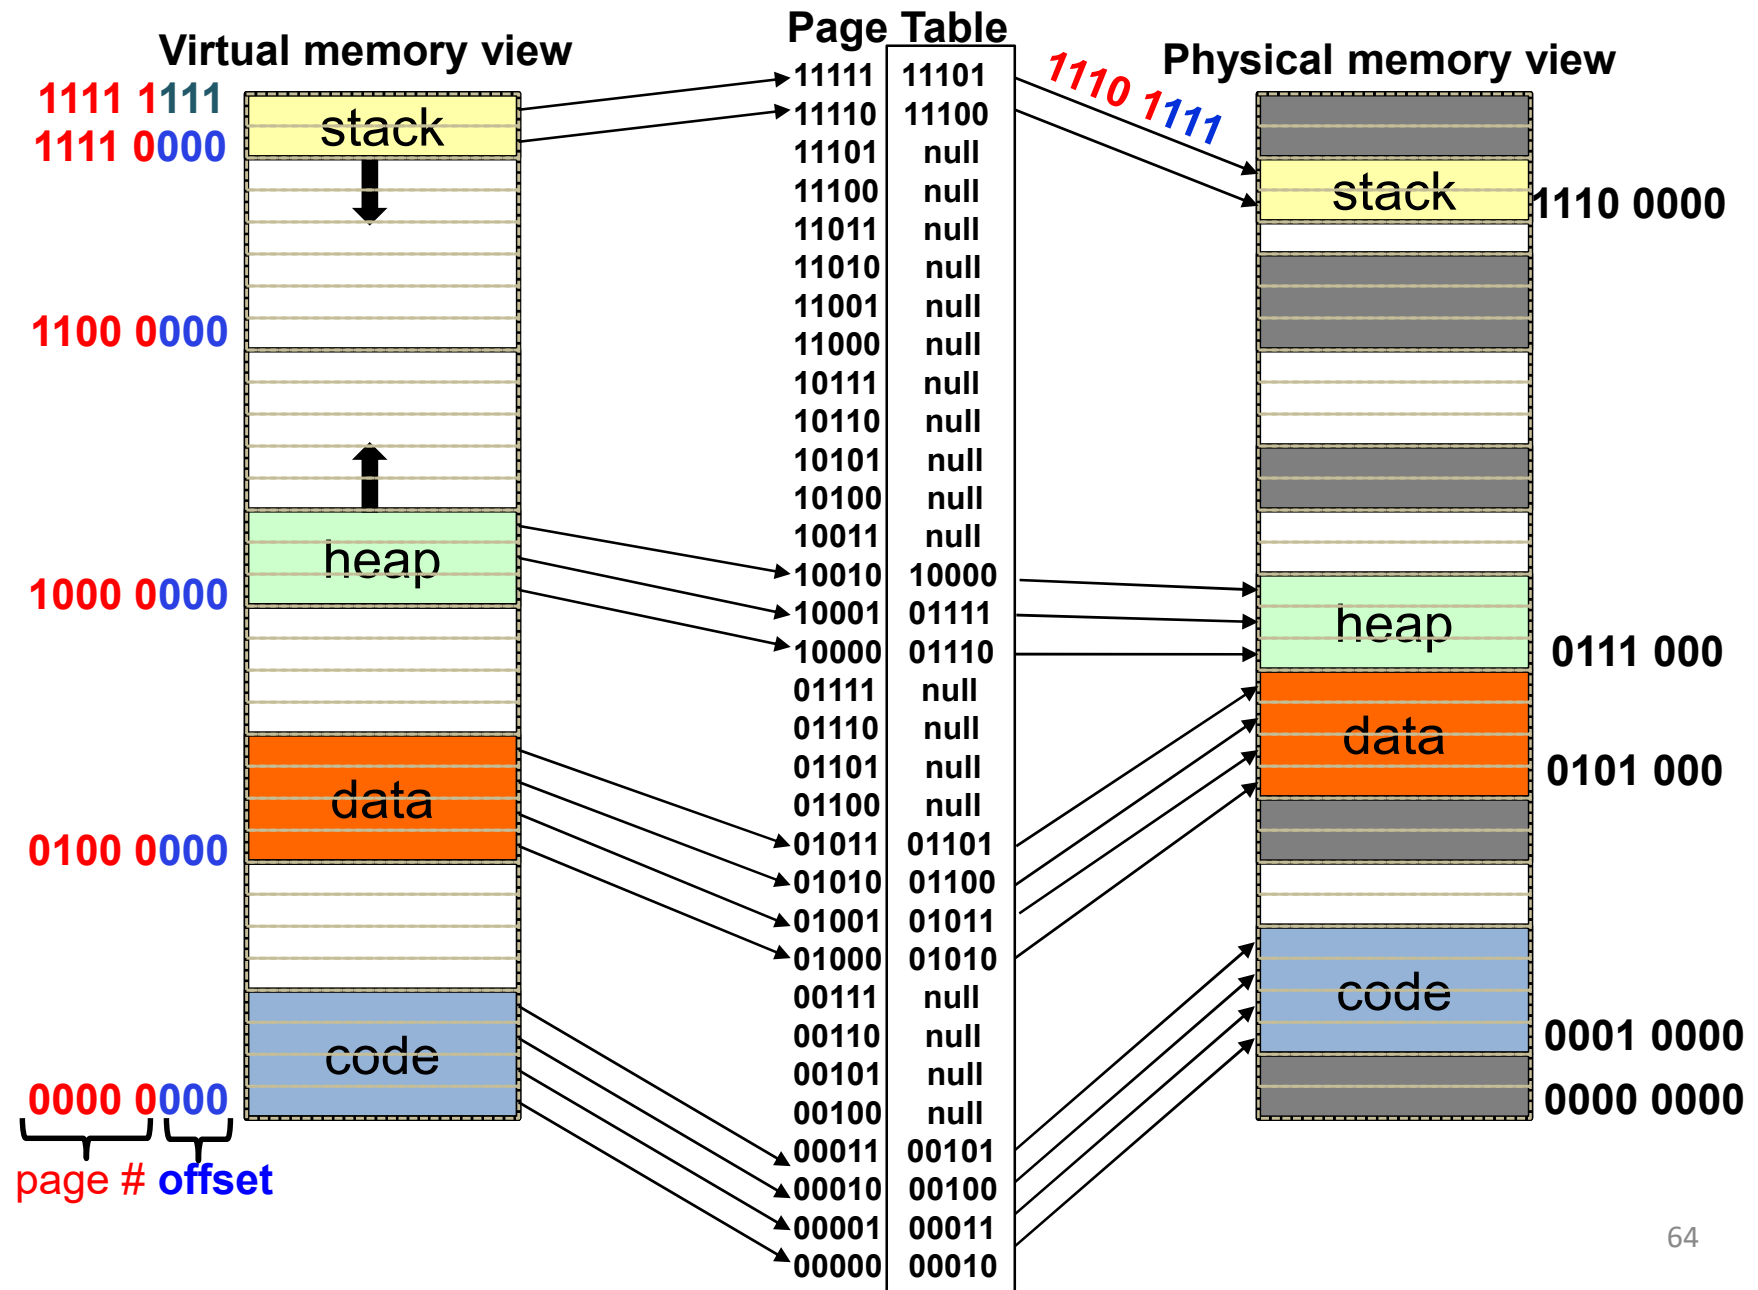 Page Table
Virtual memory view
Physical memory view
1111 1111
1111 0000
1100 0000
1000 0000
0100 0000
0000 0000
page # offset
stack
heap
data
code
11111 11101
11110 11100
11101 null
11100 null
11011 null
11010 null
11001 null
11000 null
10111 null
10110 null
10101 null
10100 null
10011 null
10010 10000
10001 01111
10000 01110
01111 null
01110 null
01101 null
01100 null
01011 01101
01010 01100
01001 01011
01000 01010
00111 null
00110 null
00101 null
00100 null
00011 00101
00010 00100
00001 00011
00000 00010
1110 1111
stack
1110 0000
heap
0111 000
data
0101 000
code
0001 0000
0000 0000
64